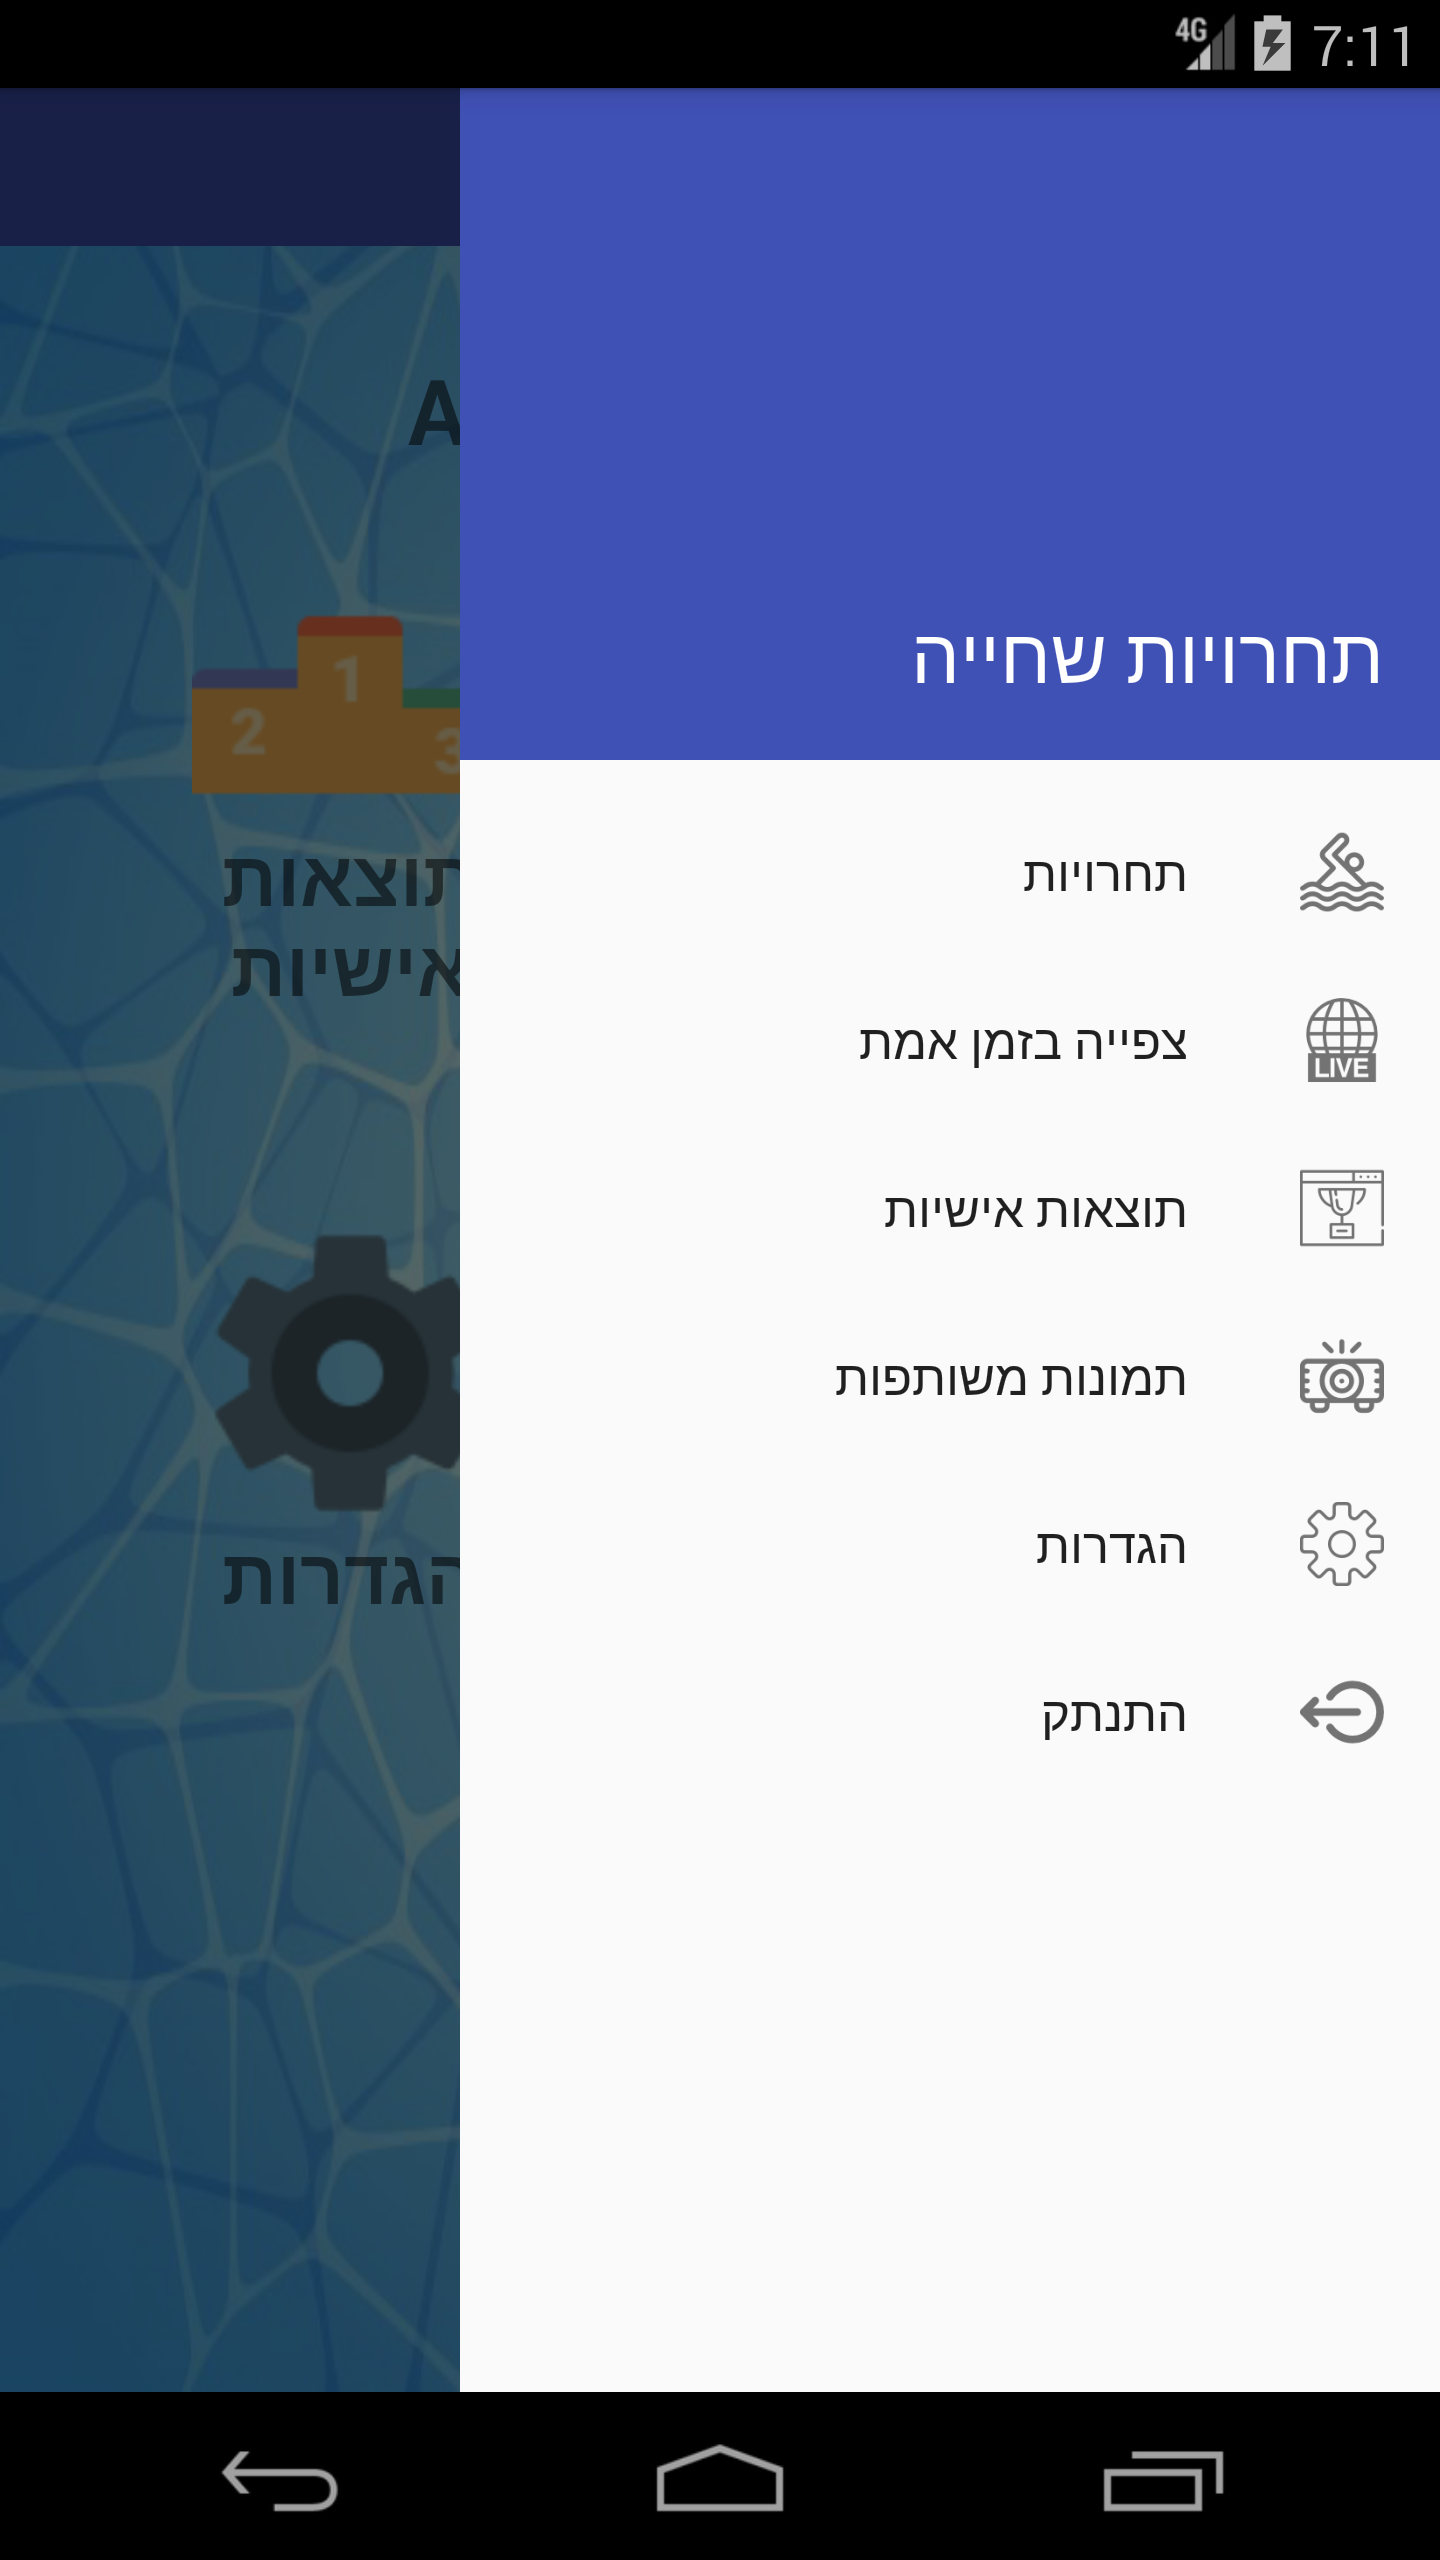 4G 7:11
תחרויות שחייה
תחרויות
צפייה בזמן אמת
LIVE
תוצאות אישיות
תמונות משותפות
הגדרות
התנתק
A
1
2
3
תוצאות
אישיות
הגדרות